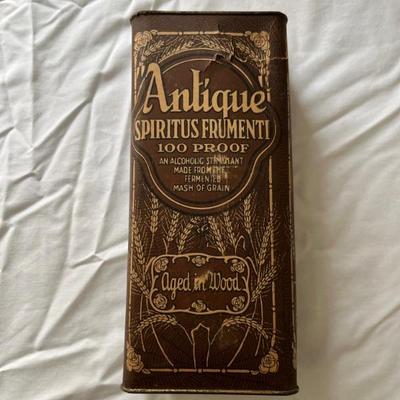 Antique
SPIRITUS FRUMENTI
100 PROOF
AN ALCOHOLIC STIMULANT
MADE FROM THE
FERMENTED
MASH OF GRAIN
Aged in Wood